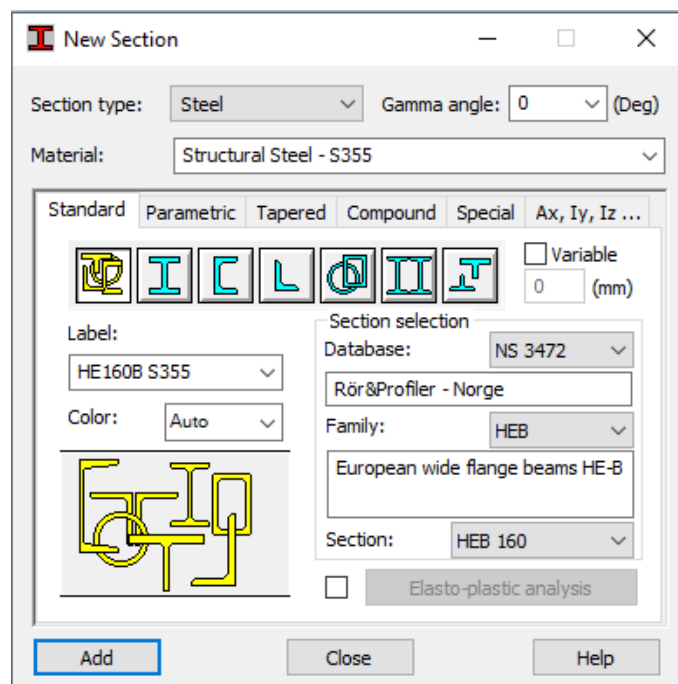 New Section
Section type: Steel Gamma angle: 0 (Deg)
Material: Structural Steel - S355
Standard Parametric Tapered Compound Special Ax, Iy, Iz ...
Variable
0 (mm)
Label:
HE160B S355
Color: Auto
Section selection
Database: NS 3472
Rör&Profiler - Norge
Family: HEB
European wide flange beams HE-B
Section: HEB 160
Elasto-plastic analysis
Add Close Help